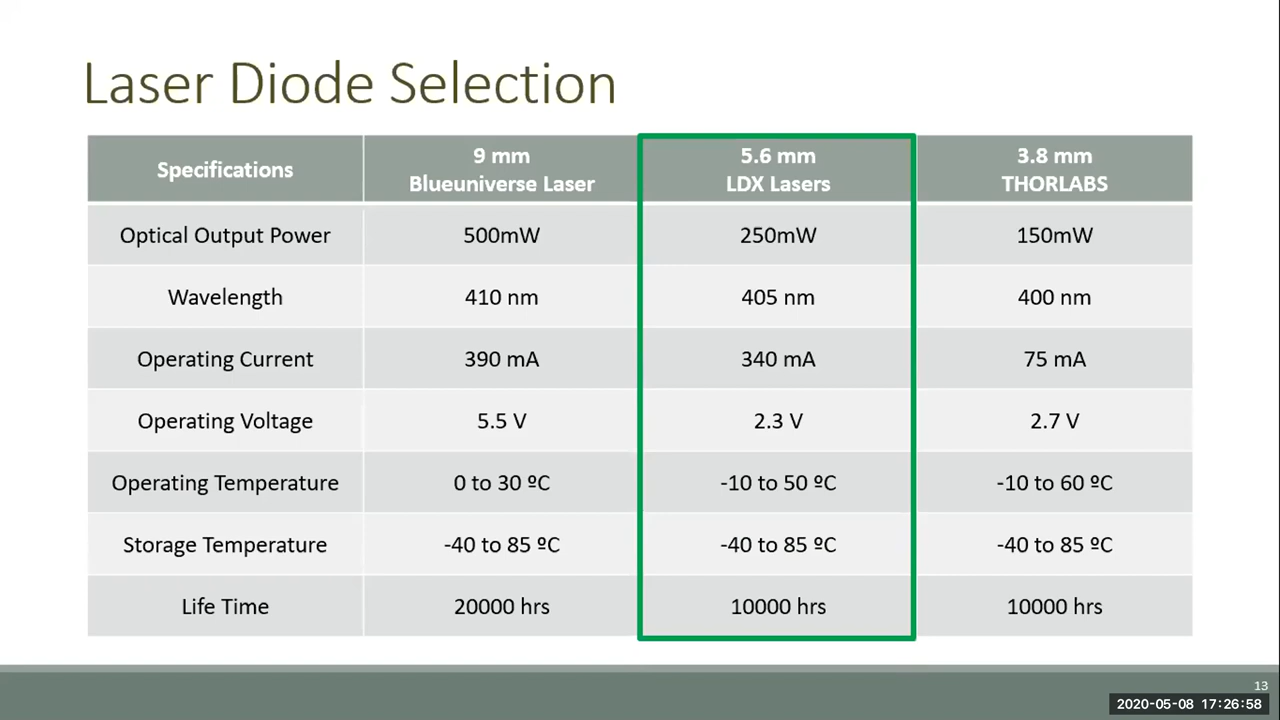 Laser Diode Selection
Specifications
9 mm
Blueuniverse Laser
5.6 mm
LDX Lasers
3.8 mm
THORLABS
Optical Output Power 500mW 250mW 150mW
Wavelength 410 nm 405 nm 400 nm
Operating Current 390 mA 340 mA 75 mA
Operating Voltage 5.5 V 2.3 V 2.7 V
Operating Temperature 0 to 30 ºC -10 to 50 ºC -10 to 60 ºC
Storage Temperature -40 to 85 ºC -40 to 85 ºC -40 to 85 ºC
Life Time 20000 hrs 10000 hrs 10000 hrs
13
2020-05-08 17:26:58